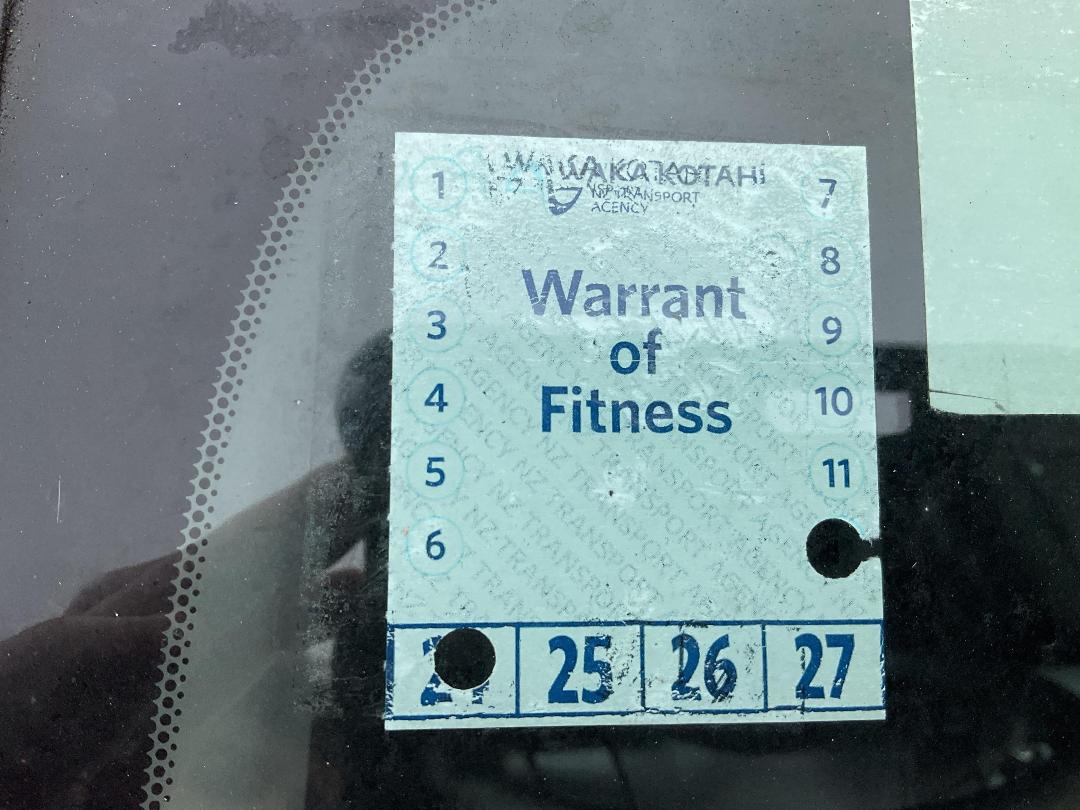 WAKA KOTAHI
NZ TRANSPORT
AGENCY
Warrant
of
Fitness
1
2
3
4
5
6
7
8
9
10
11
24 25 26 27